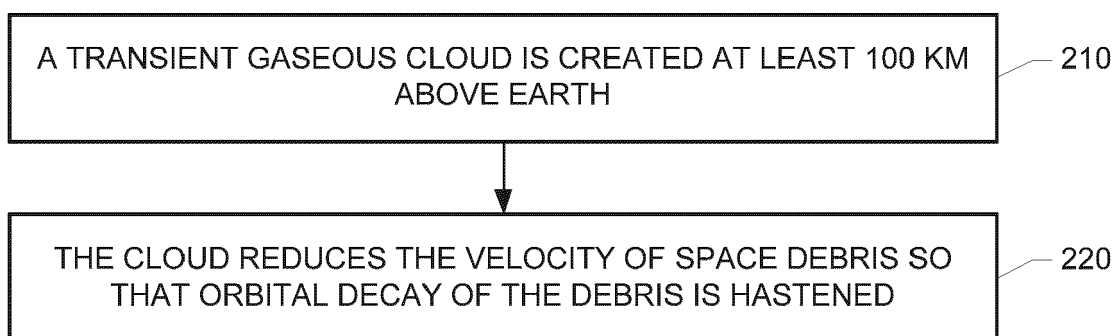 A TRANSIENT GASEOUS CLOUD IS CREATED AT LEAST 100 KM
ABOVE EARTH
210
THE CLOUD REDUCES THE VELOCITY OF SPACE DEBRIS SO
THAT ORBITAL DECAY OF THE DEBRIS IS HASTENED
220